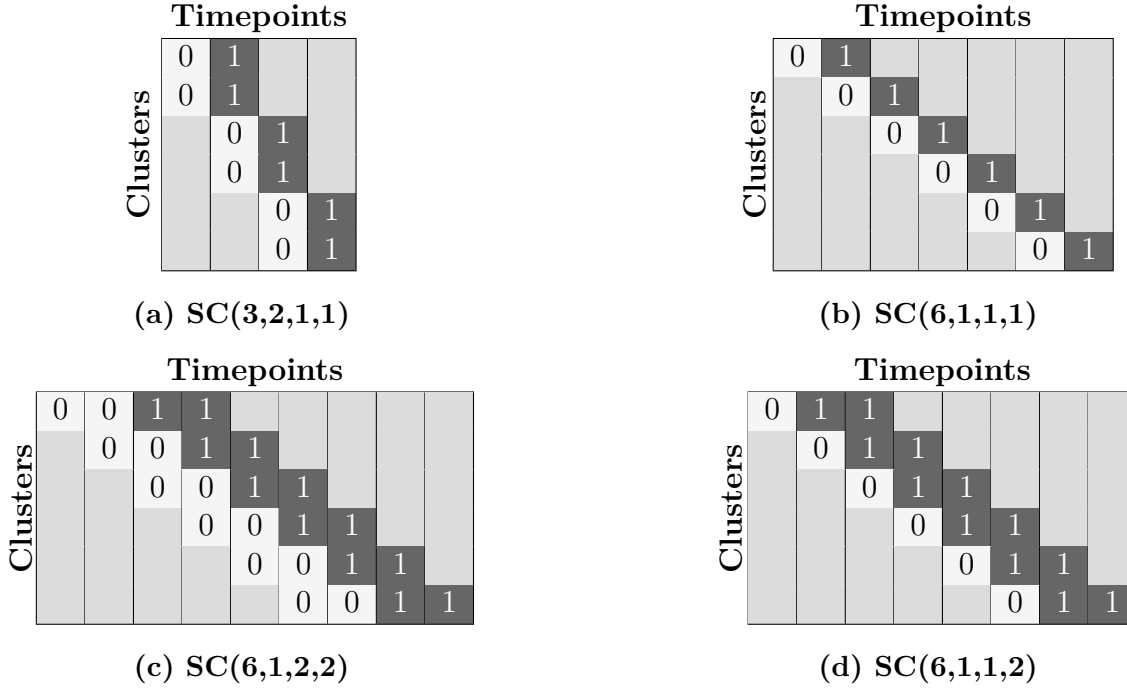 Timepoints
Clusters
0 1
0 1
0 1
0 1
0 1
0 1
(a) SC(3,2,1,1)
Timepoints
Clusters
0 1
0 1
0 1
0 1
0 1
0 1
(b) SC(6,1,1,1)
Timepoints
Clusters
0 0 1 1
0 0 1 1
0 0 1 1
0 0 1 1
0 0 1 1
0 0 1 1
(c) SC(6,1,2,2)
Timepoints
Clusters
0 1 1
0 1 1
0 1 1
0 1 1
0 1 1
0 1 1
(d) SC(6,1,1,2)